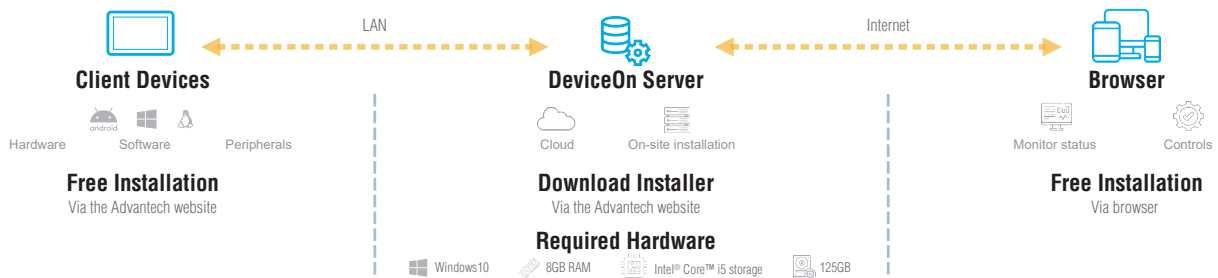 LAN
Internet
Client Devices
DeviceOn Server
Browser
android
Hardware
Software
Peripherals
Cloud
On-site installation
Monitor status
Controls
Free Installation
Via the Advantech website
Download Installer
Via the Advantech website
Free Installation
Via browser
Required Hardware
Windows10
8GB RAM
Intel® Core™ i5 storage
125GB